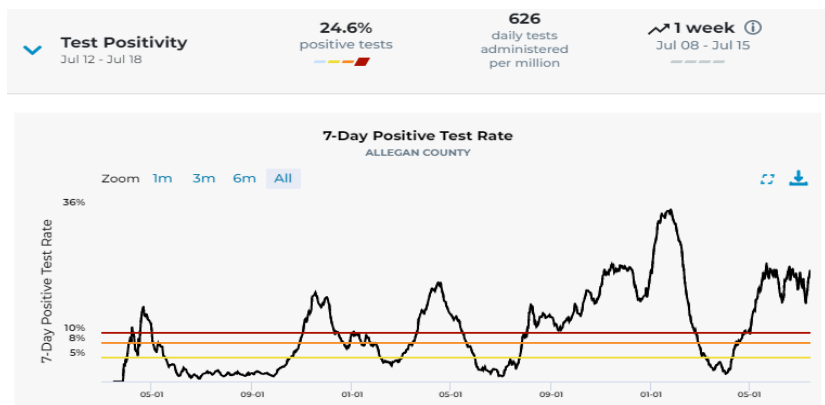 Test Positivity
Jul 12 - Jul 18
24.6%
positive tests
626
daily tests
administered
per million
1 week
Jul 08 - Jul 15
7-Day Positive Test Rate
ALLEGAN COUNTY
Zoom 1m 3m 6m All
7-Day Positive Test Rate
36%
10%
8%
5%
05-01 09-01 01-01 05-01 09-01 01-01 05-01